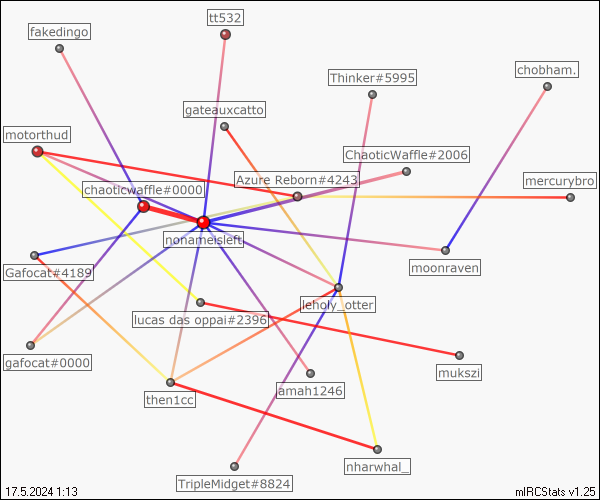 tt532
fakedingo
Thinker#5995
chobham.
gateauxcatto
motorthud
ChaoticWaffle#2006
chaoticwaffle#0000
Azure Reborn#4243
mercurybro
nonameisleft
Gafocat#4189
moonraven
leholy_otter
lucas das oppai#2396
gafocat#0000
mukszi
amah1246
then1cc
nharwhal_
TripleMidget#8824
17.5.2024 1:13
mIRCStats v1.25